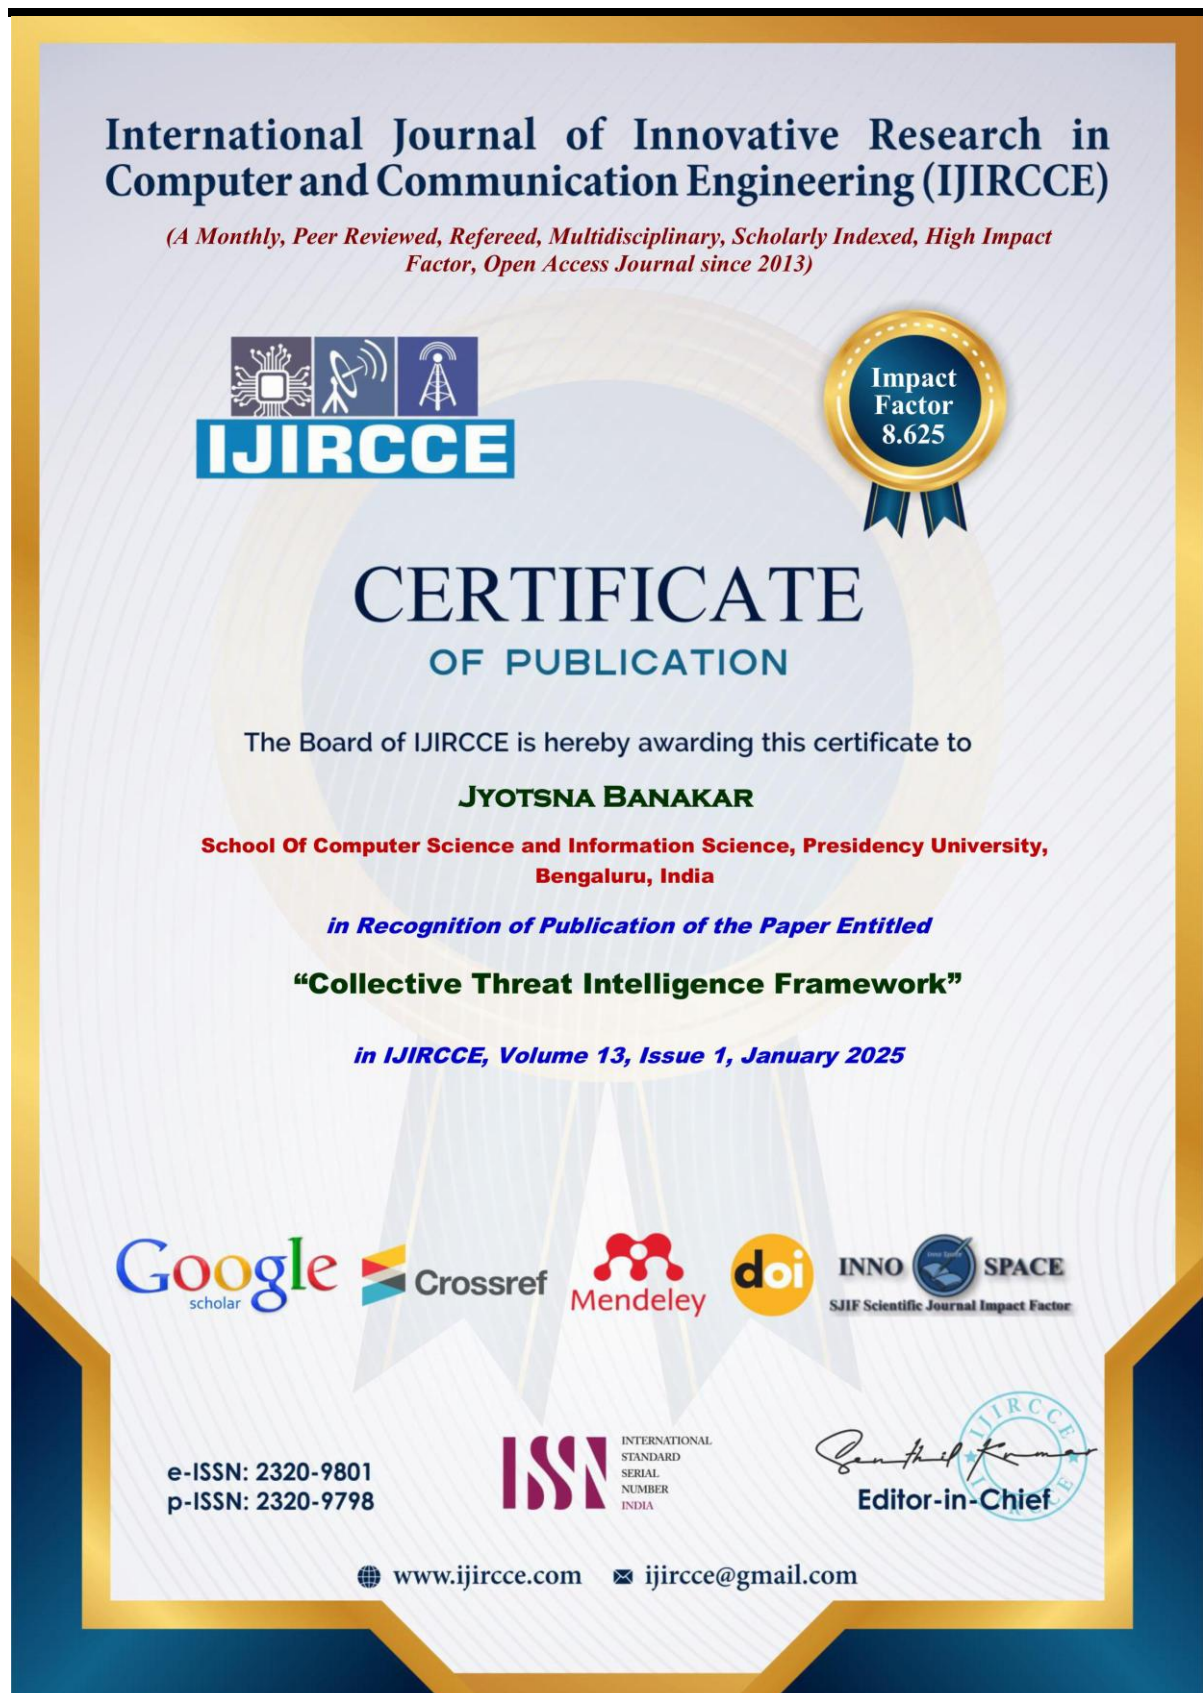 International Journal of Innovative Research in
Computer and Communication Engineering (IJIRCCE)
(A Monthly, Peer Reviewed, Refereed, Multidisciplinary, Scholarly Indexed, High Impact
Factor, Open Access Journal since 2013)
IJIRCCE
Impact
Factor
8.625
CERTIFICATE
OF PUBLICATION
The Board of IJIRCCE is hereby awarding this certificate to
JYOTSNA BANAKAR
School Of Computer Science and Information Science, Presidency University,
Bengaluru, India
in Recognition of Publication of the Paper Entitled
“Collective Threat Intelligence Framework”
in IJIRCCE, Volume 13, Issue 1, January 2025
Google
scholar
Crossref
Mendeley
doi
INNO SPACE
SJIF Scientific Journal Impact Factor
e-ISSN: 2320-9801
p-ISSN: 2320-9798
ISSN
INTERNATIONAL
STANDARD
SERIAL
NUMBER
INDIA
IJIRCCE
Senthil Kumar
Editor-in-Chief
IJIRCCE
www.ijircce.com ijircce@gmail.com